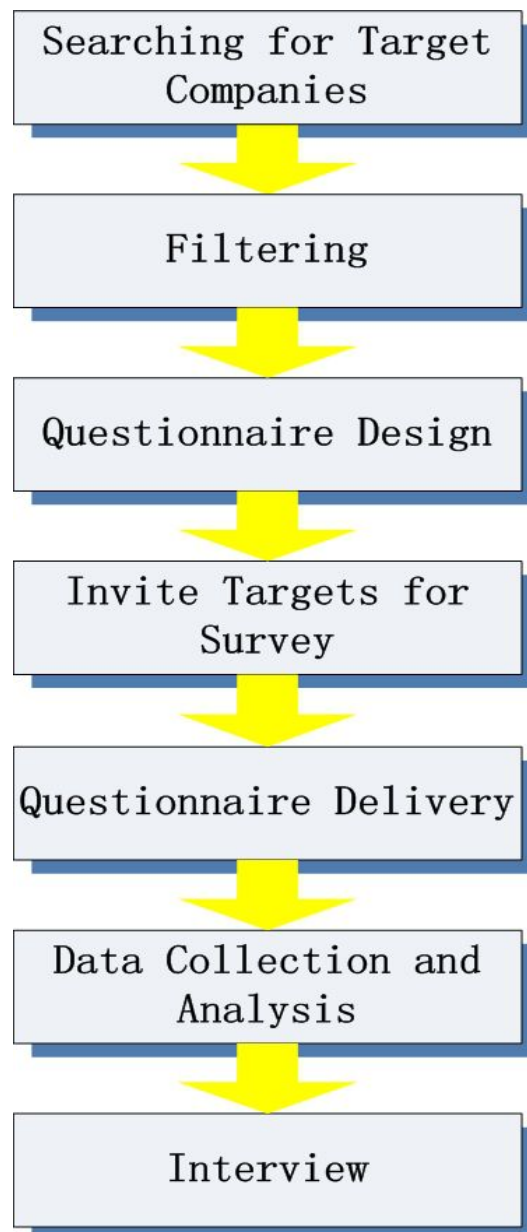 Searching for Target
Companies
Filtering
Questionnaire Design
Invite Targets for
Survey
Questionnaire Delivery
Data Collection and
Analysis
Interview